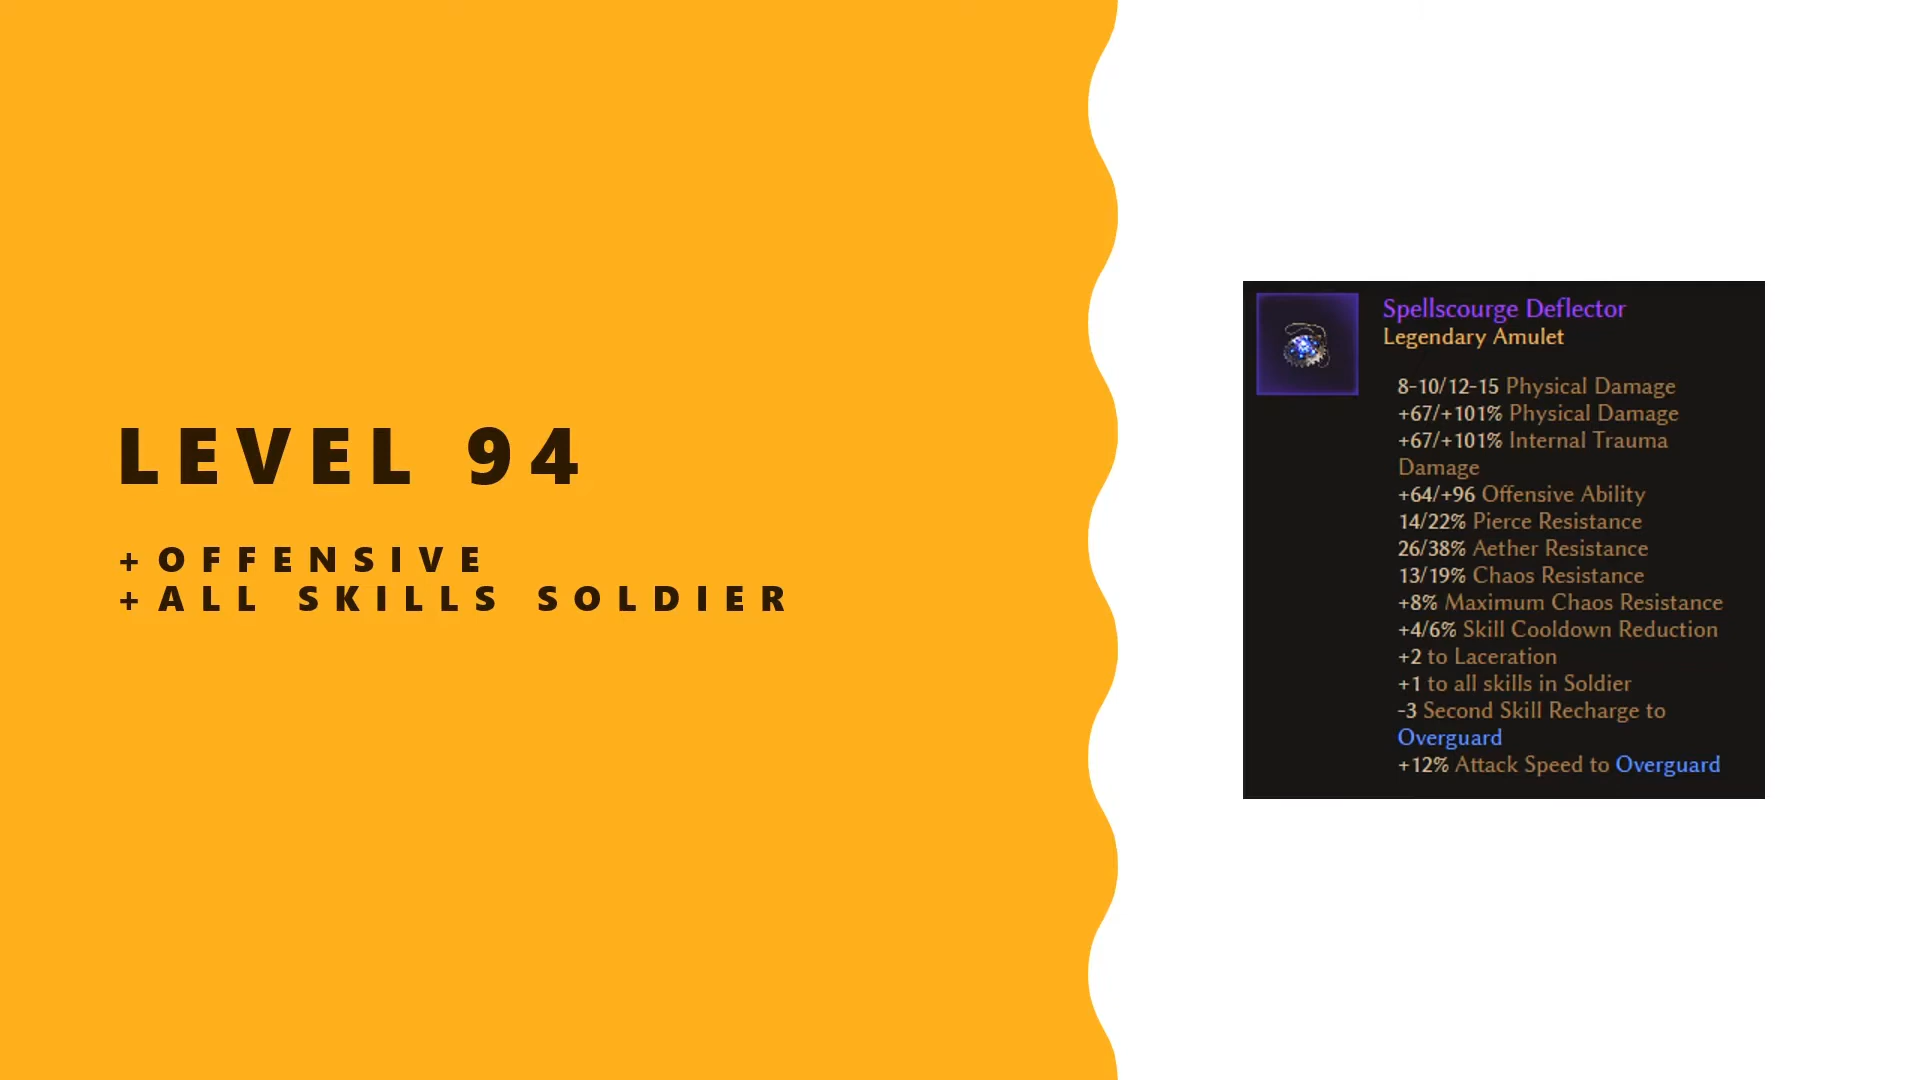 LEVEL 94
+OFFENSIVE
+ALL SKILLS SOLDIER
Spellscourge Deflector
Legendary Amulet
8-10/12-15 Physical Damage
+67/+101% Physical Damage
+67/+101% Internal Trauma
Damage
+64/+96 Offensive Ability
14/22% Pierce Resistance
26/38% Aether Resistance
13/19% Chaos Resistance
+8% Maximum Chaos Resistance
+4/6% Skill Cooldown Reduction
+2 to Laceration
+1 to all skills in Soldier
-3 Second Skill Recharge to
Overguard
+12% Attack Speed to Overguard